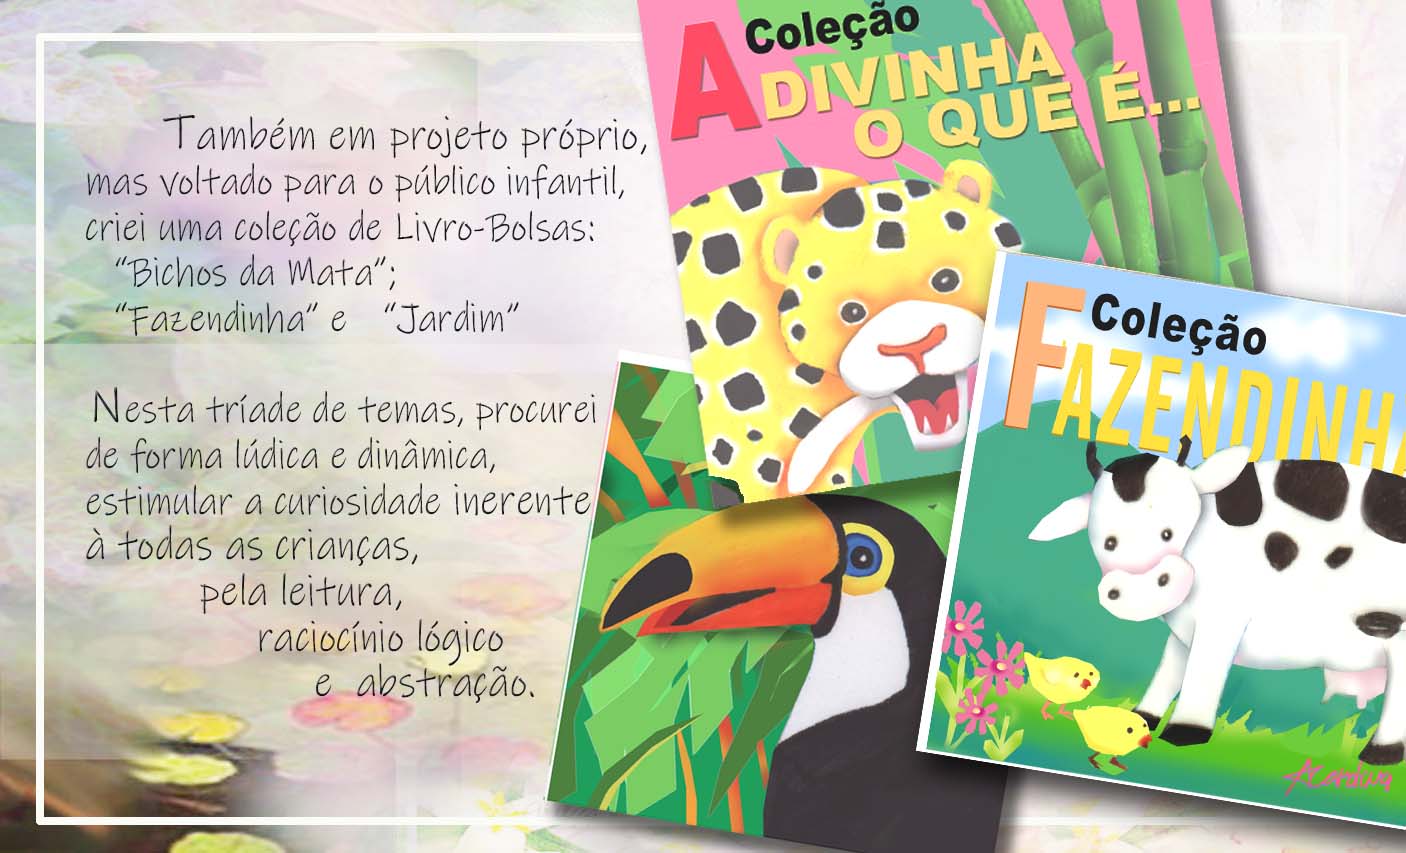 Também em projeto próprio,
mas voltado para o público infantil,
criei uma coleção de Livro-Bolsas:
“Bichos da Mata”;
“Fazendinha” e “Jardim”
Nesta tríade de temas, procurei
de forma lúdica e dinâmica,
estimular a curiosidade inerente
à todas as crianças,
pela leitura,
raciocínio lógico
e abstração.
Coleção
ADIVINHA
O QUE É...
Coleção
FAZENDINHA